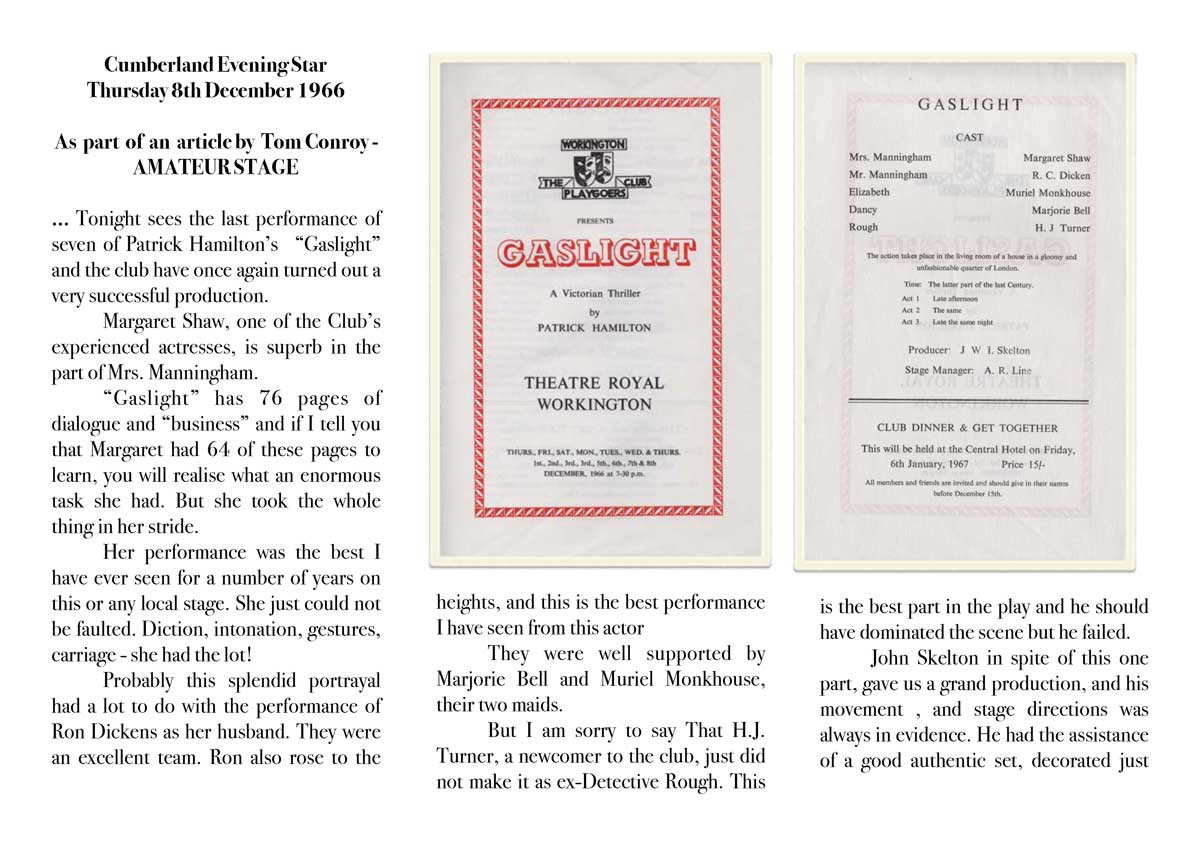 Cumberland Evening Star
Thursday 8th December 1966
As part of an article by Tom Conroy -
AMATEUR STAGE
... Tonight sees the last performance of
seven of Patrick Hamilton's "Gaslight"
and the club have once again turned out a
very successful production.
Margaret Shaw, one of the Club's
experienced actresses, is superb in the
part of Mrs. Manningham.
"Gaslight" has 76 pages of
dialogue and "business" and if I tell you
that Margaret had 64 of these pages to
learn, you will realise what an enormous
task she had. But she took the whole
thing in her stride.
Her performance was the best I
have ever seen for a number of years on
this or any local stage. She just could not
be faulted. Diction, intonation, gestures,
carriage - she had the lot!
Probably this splendid portrayal
had a lot to do with the performance of
Ron Dickens as her husband. They were
an excellent team. Ron also rose to the
WORKINGTON
THE CLUB
PLAYGOERS
PRESENTS
GASLIGHT
A Victorian Thriller
by
PATRICK HAMILTON
THEATRE ROYAL
WORKINGTON
THURS., FRI., SAT., MON., TUES., WED. & THURS.
1st., 2nd., 3rd., 3rd., 5th., 6th., 7th & 8th
DECEMBER, 1966 at 7-30 p.m.
heights, and this is the best performance
I have seen from this actor
They were well supported by
Marjorie Bell and Muriel Monkhouse,
their two maids.
But I am sorry to say That H.J.
Turner, a newcomer to the club, just did
not make it as ex-Detective Rough. This
GASLIGHT
CAST
Mrs. Manningham Margaret Shaw
Mr. Manningham R. C. Dicken
Elizabeth Muriel Monkhouse
Dancy Marjorie Bell
Rough H. J Turner
The action takes place in the living room of a house in a gloomy and
unfashionable quarter of London.
Time: The latter part of the last Century.
Act 1 Late afternoon
Act 2 The same
Act 3 Late the same night
Producer: J W I. Skelton
Stage Manager: A. R. Line
CLUB DINNER & GET TOGETHER
This will be held at the Central Hotel on Friday,
6th January, 1967 Price 15/-
All members and friends are invited and should give in their names
before December 15th.
is the best part in the play and he should
have dominated the scene but he failed.
John Skelton in spite of this one
part, gave us a grand production, and his
movement , and stage directions was
always in evidence. He had the assistance
of a good authentic set, decorated just